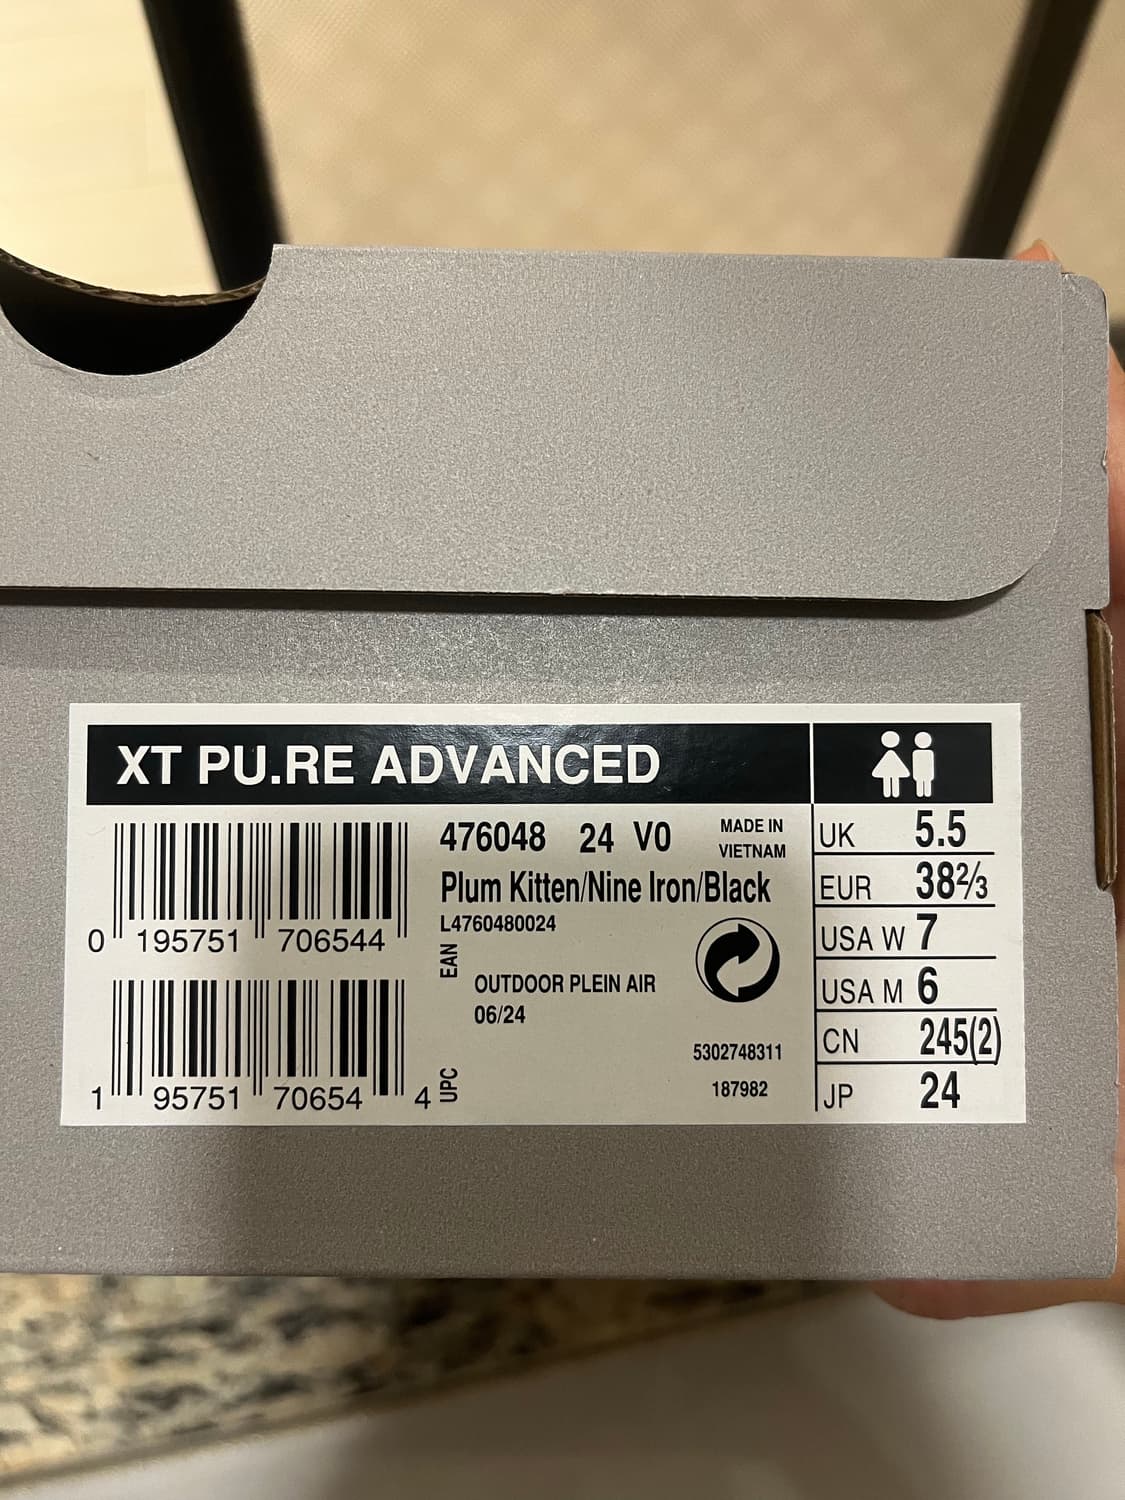 XT PU.RE ADVANCED
0 195751 706544
EAN
1 95751 70654 4
UPC
476048 24 V0
MADE IN
VIETNAM
Plum Kitten/Nine Iron/Black
L4760480024
OUTDOOR PLEIN AIR
06/24
5302748311
187982
UK 5.5
EUR 38⅔
USA W 7
USA M 6
CN 245(2)
JP 24